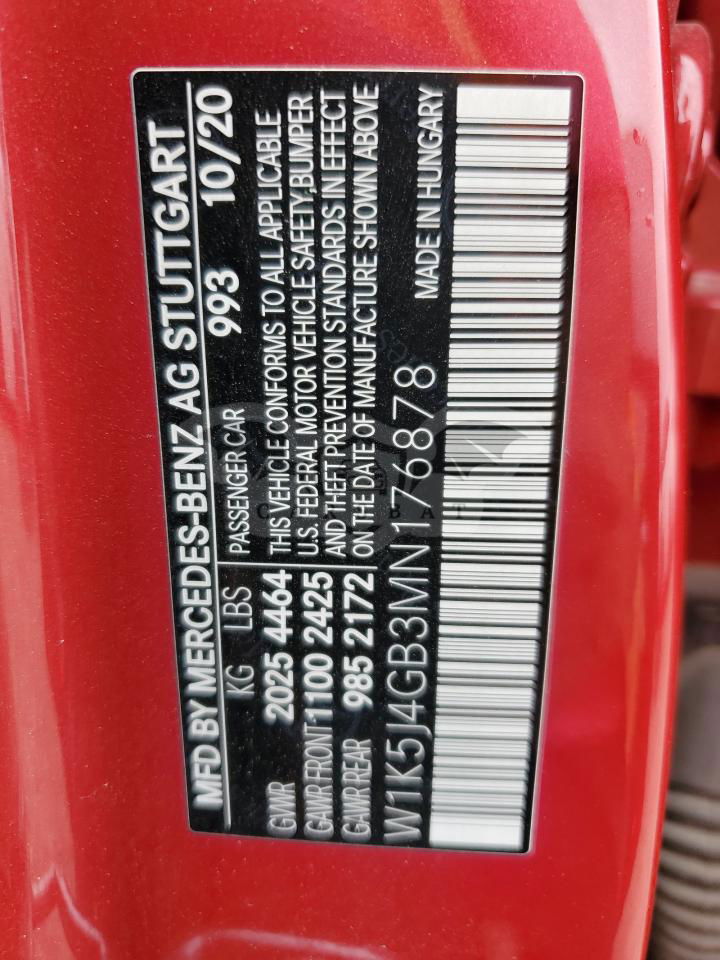 MFD BY MERCEDES-BENZ AG STUTTGART
KG LBS PASSENGER CAR 993 10/20
GVWR 2025 4464 THIS VEHICLE CONFORMS TO ALL APPLICABLE
GAWR FRONT 1100 2425 U.S. FEDERAL MOTOR VEHICLE SAFETY,BUMPER
GAWR REAR 985 2172 AND THEFT PREVENTION STANDARDS IN EFFECT
ON THE DATE OF MANUFACTURE SHOWN ABOVE
W1K5J4GB3MN176878 MADE IN HUNGARY